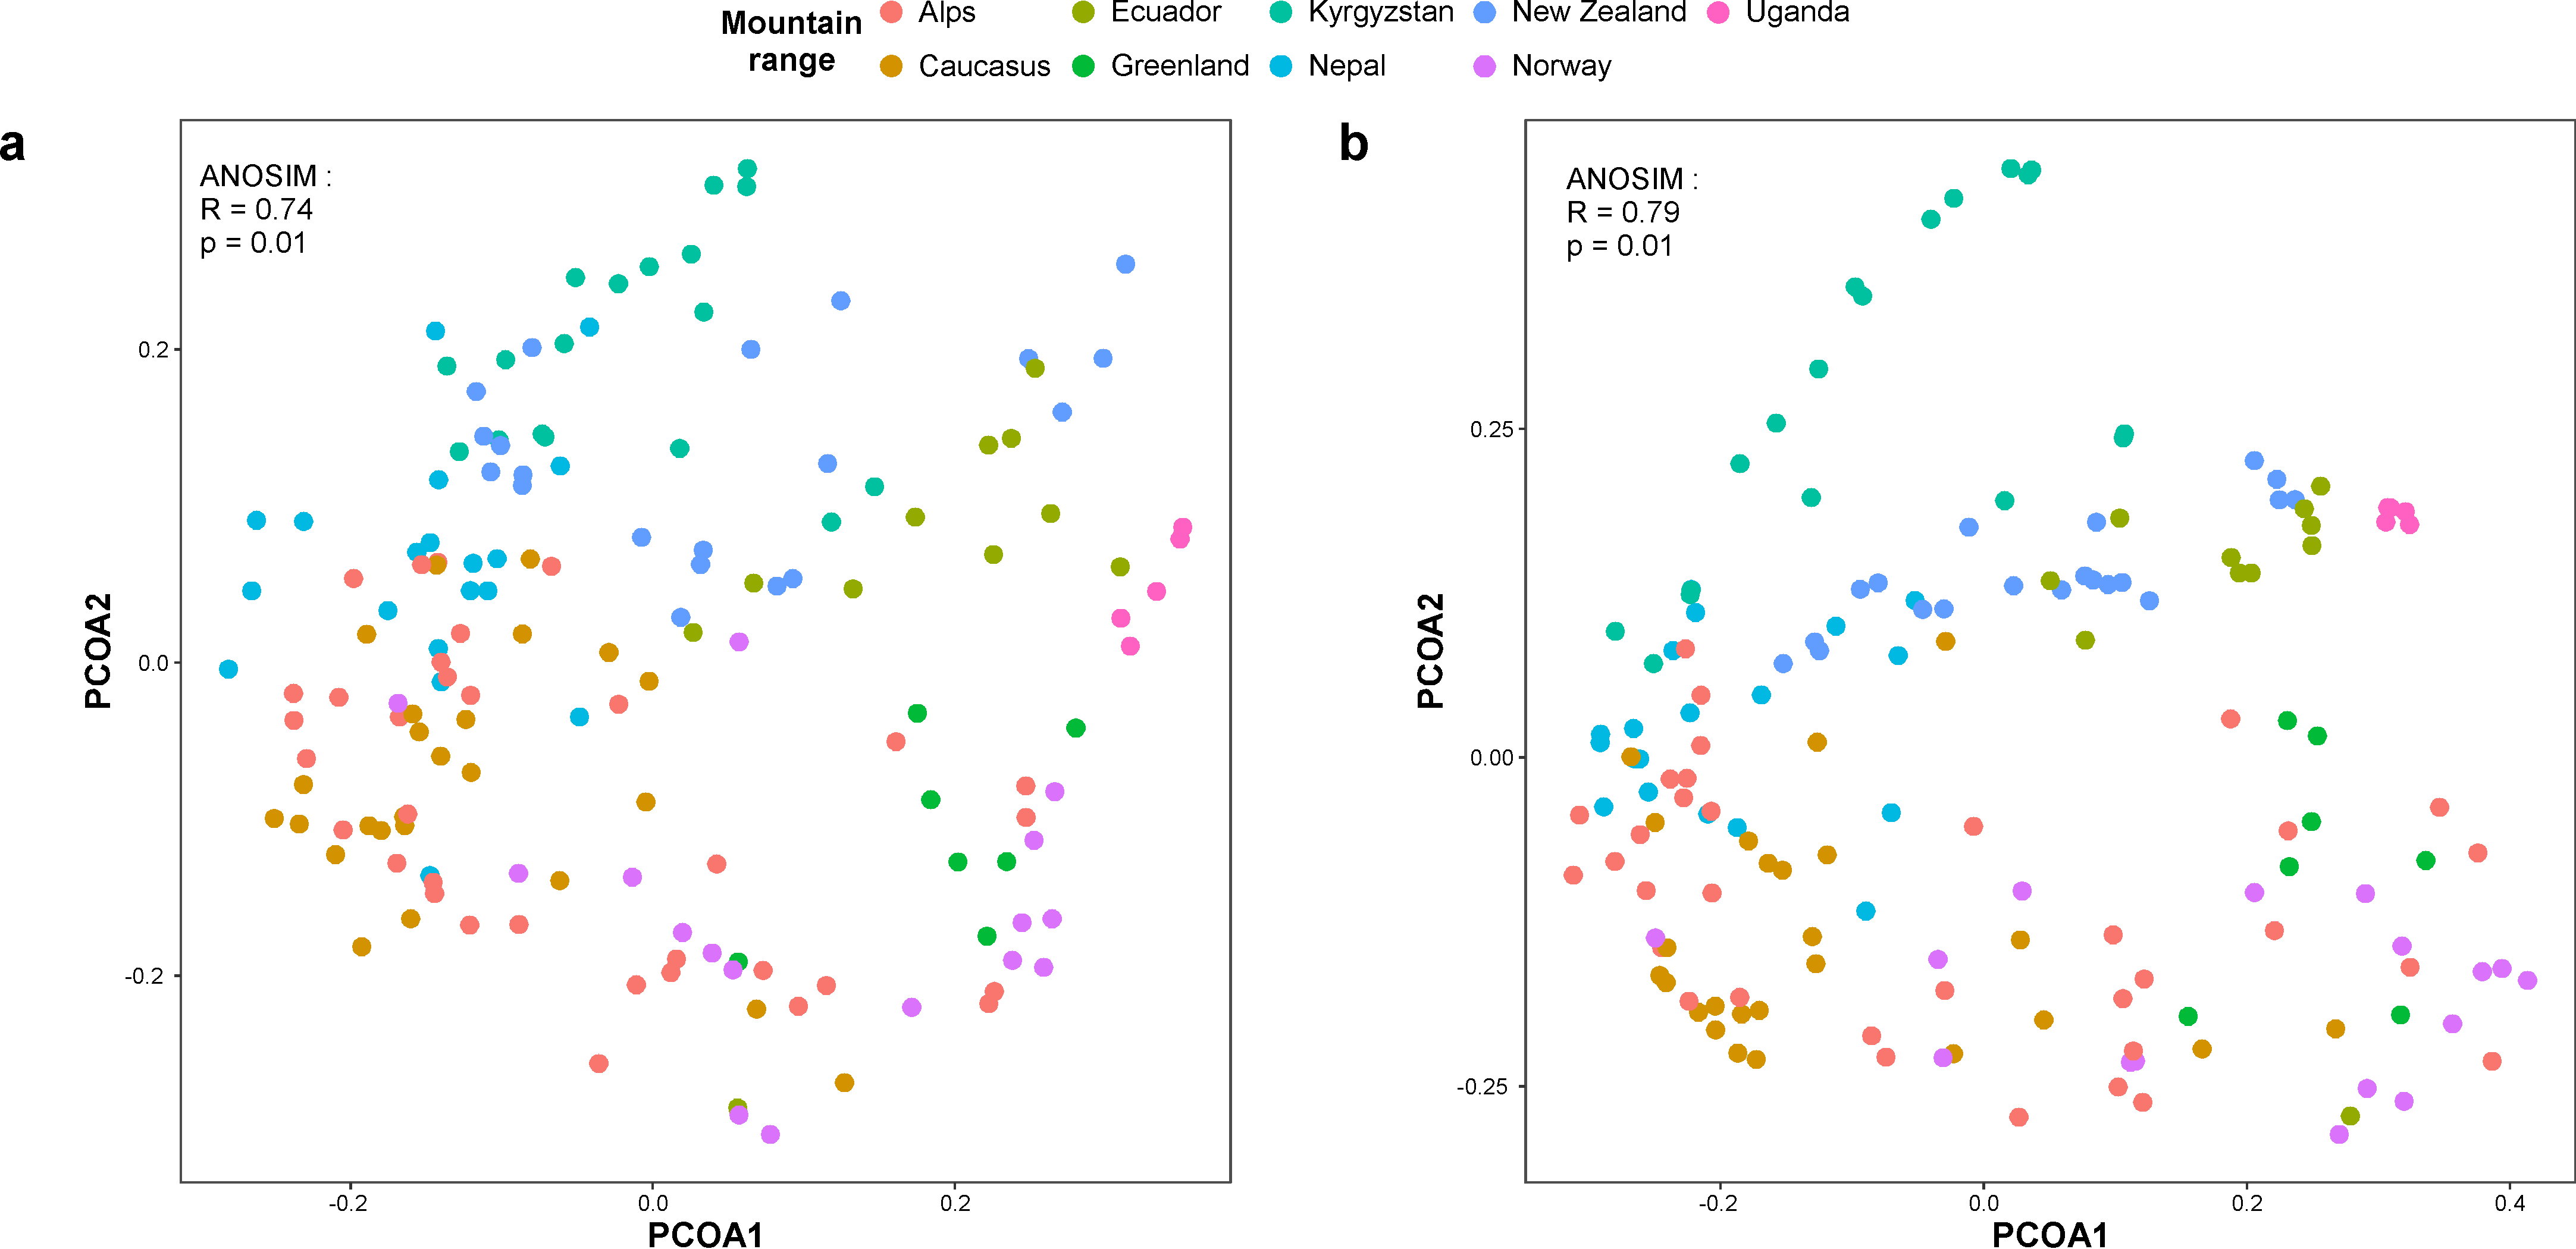 Mountain range
Alps
Ecuador
Kyrgyzstan
New Zealand
Uganda
Caucasus
Greenland
Nepal
Norway
a
ANOSIM :
R = 0.74
p = 0.01
0.2
0.0
-0.2
PCOA2
-0.2
0.0
0.2
PCOA1
b
ANOSIM :
R = 0.79
p = 0.01
0.25
0.00
-0.25
PCOA2
-0.2
0.0
0.2
0.4
PCOA1